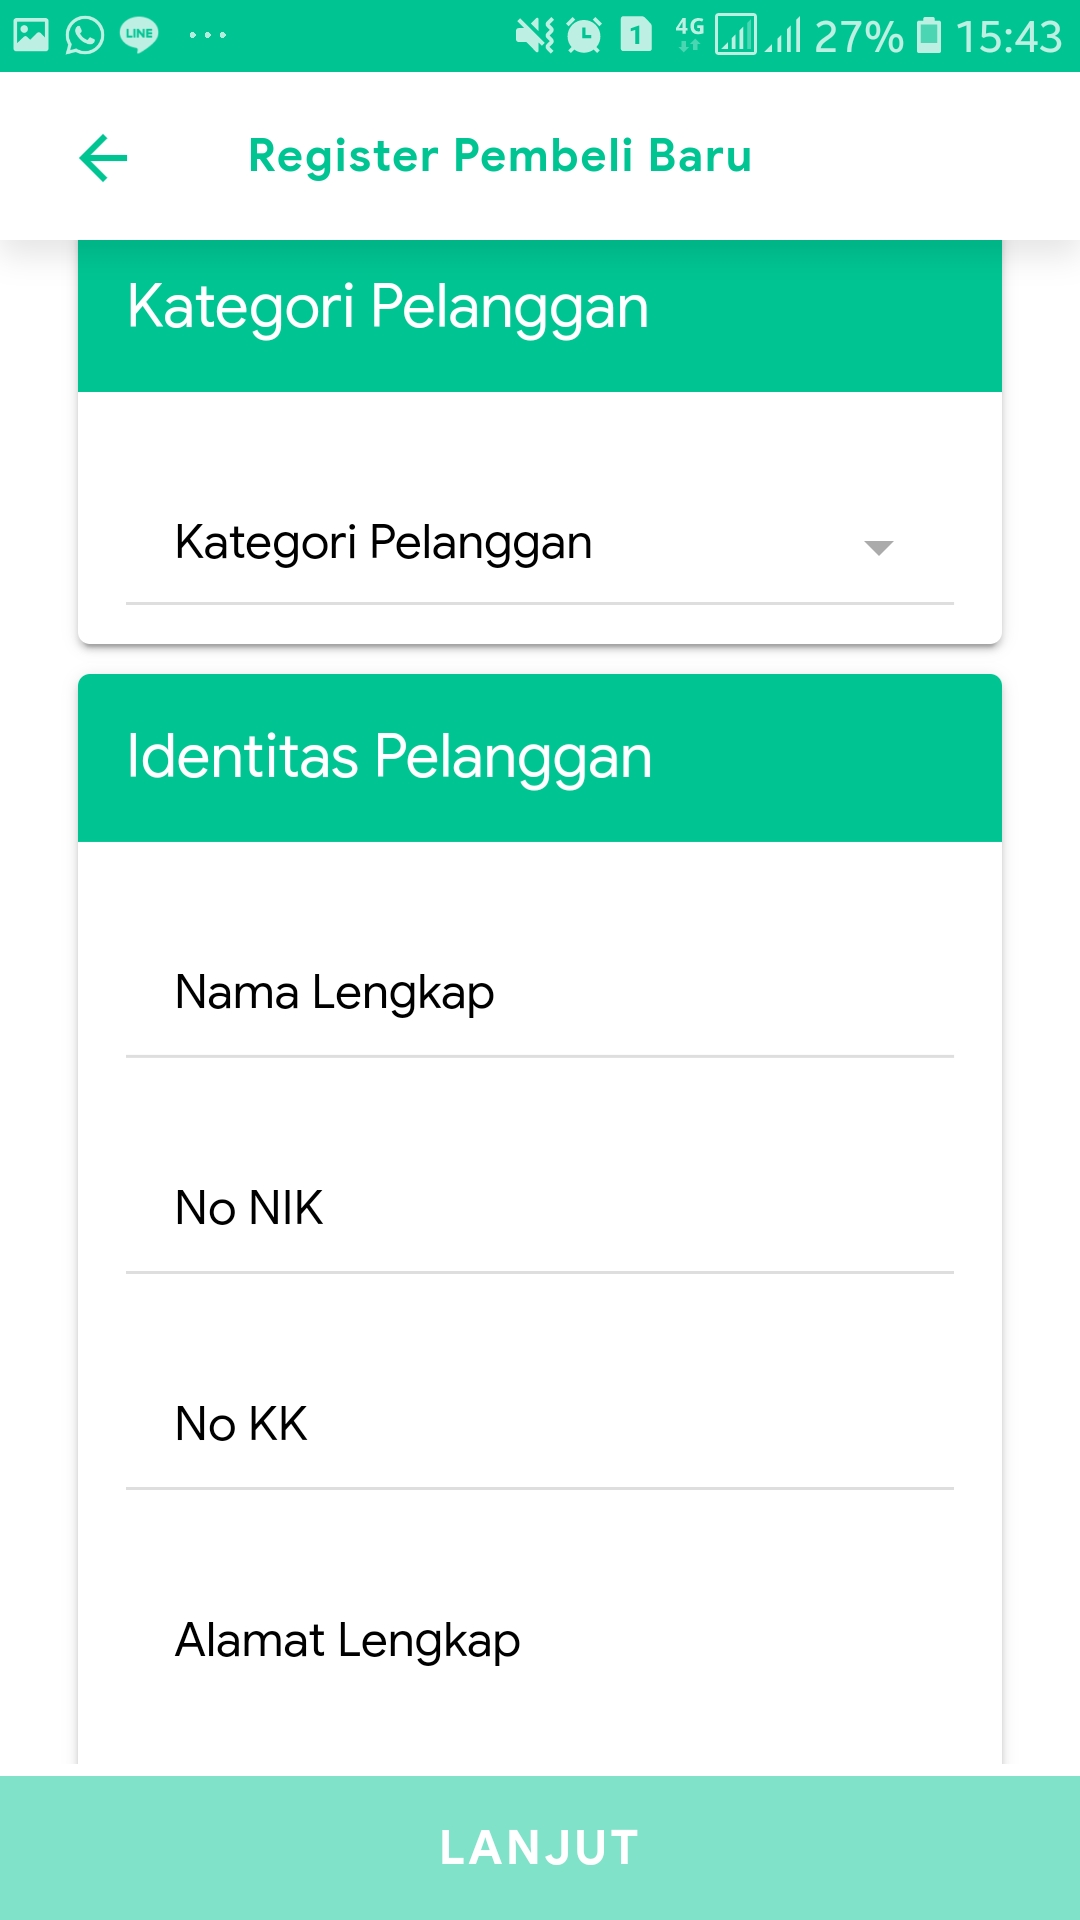 LINE 1 4G 27% 15:43
Register Pembeli Baru
Kategori Pelanggan
Kategori Pelanggan
Identitas Pelanggan
Nama Lengkap
No NIK
No KK
Alamat Lengkap
LANJUT